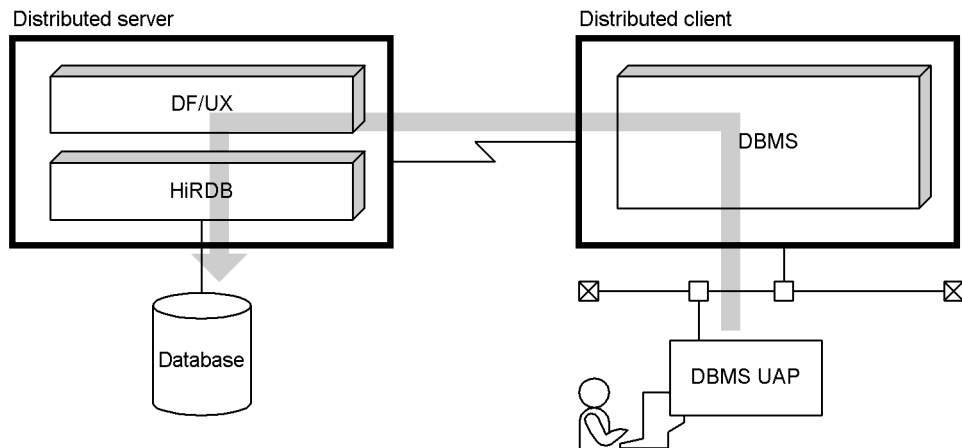 Distributed server
Distributed client
DF/UX
HiRDB
DBMS
Database
DBMS UAP